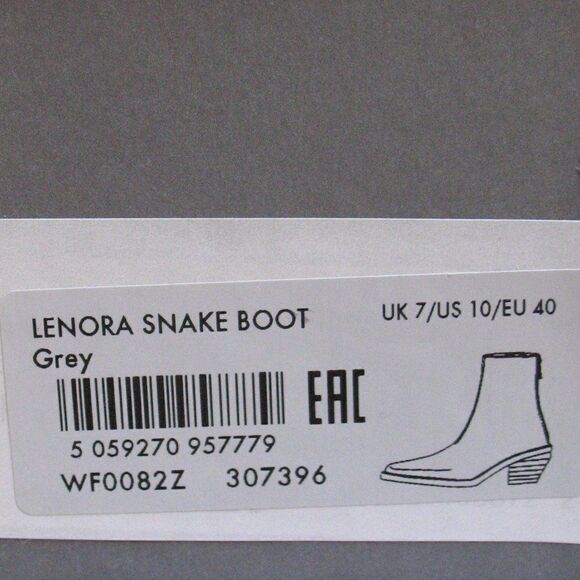 LENORA SNAKE BOOT
UK 7/US 10/EU 40
Grey
EAC
5 059270 957779
WF0082Z 307396